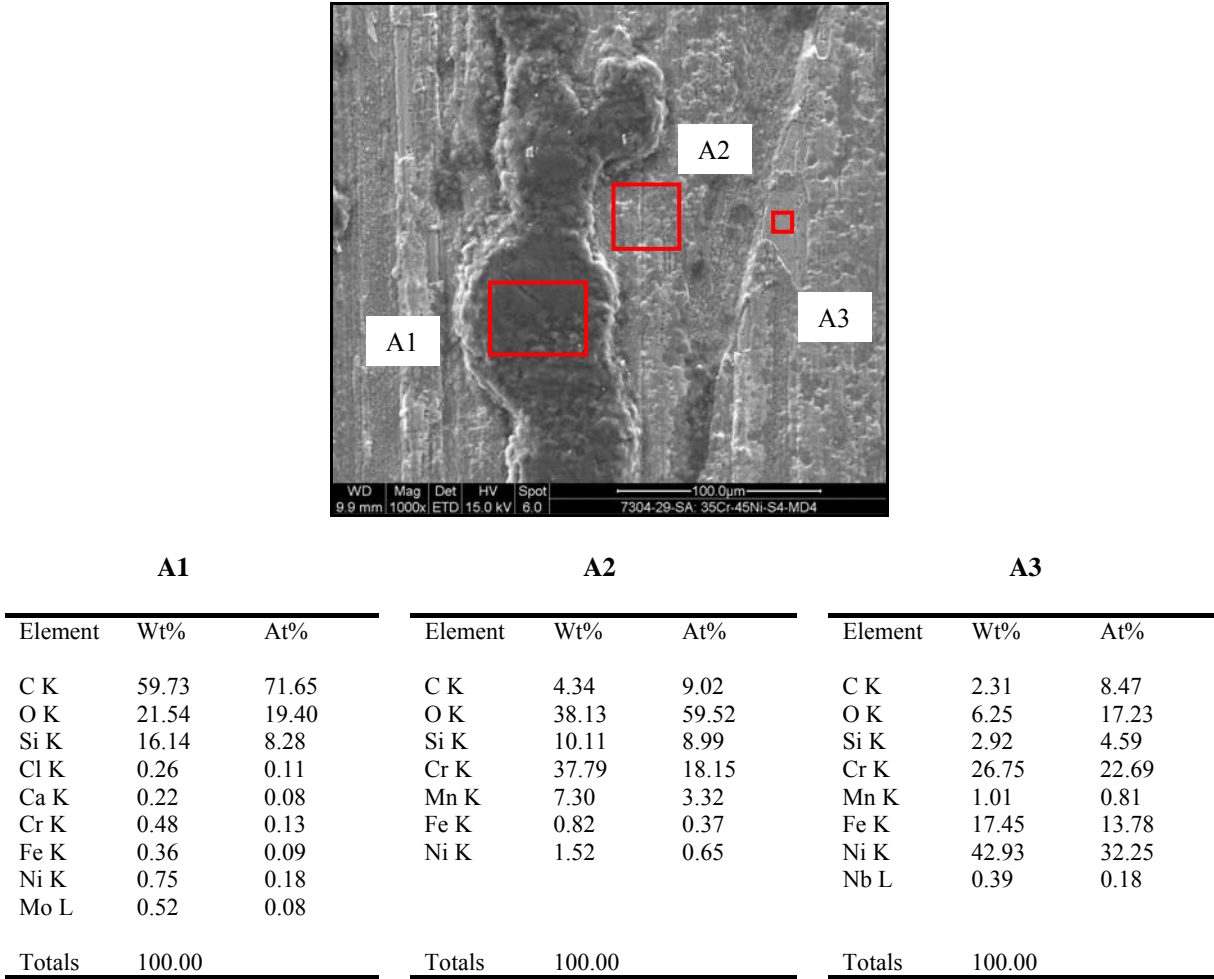 A2
A3
A1
WD Mag Det HV Spot 100.0µm
9.9 mm 1000x ETD 15.0 kV 6.0 7304-29-SA: 35Cr-45Ni-S4-MD4
A1
Element Wt% At%
C K 59.73 71.65
O K 21.54 19.40
Si K 16.14 8.28
Cl K 0.26 0.11
Ca K 0.22 0.08
Cr K 0.48 0.13
Fe K 0.36 0.09
Ni K 0.75 0.18
Mo L 0.52 0.08
Totals 100.00
A2
Element Wt% At%
C K 4.34 9.02
O K 38.13 59.52
Si K 10.11 8.99
Cr K 37.79 18.15
Mn K 7.30 3.32
Fe K 0.82 0.37
Ni K 1.52 0.65
Totals 100.00
A3
Element Wt% At%
C K 2.31 8.47
O K 6.25 17.23
Si K 2.92 4.59
Cr K 26.75 22.69
Mn K 1.01 0.81
Fe K 17.45 13.78
Ni K 42.93 32.25
Nb L 0.39 0.18
Totals 100.00